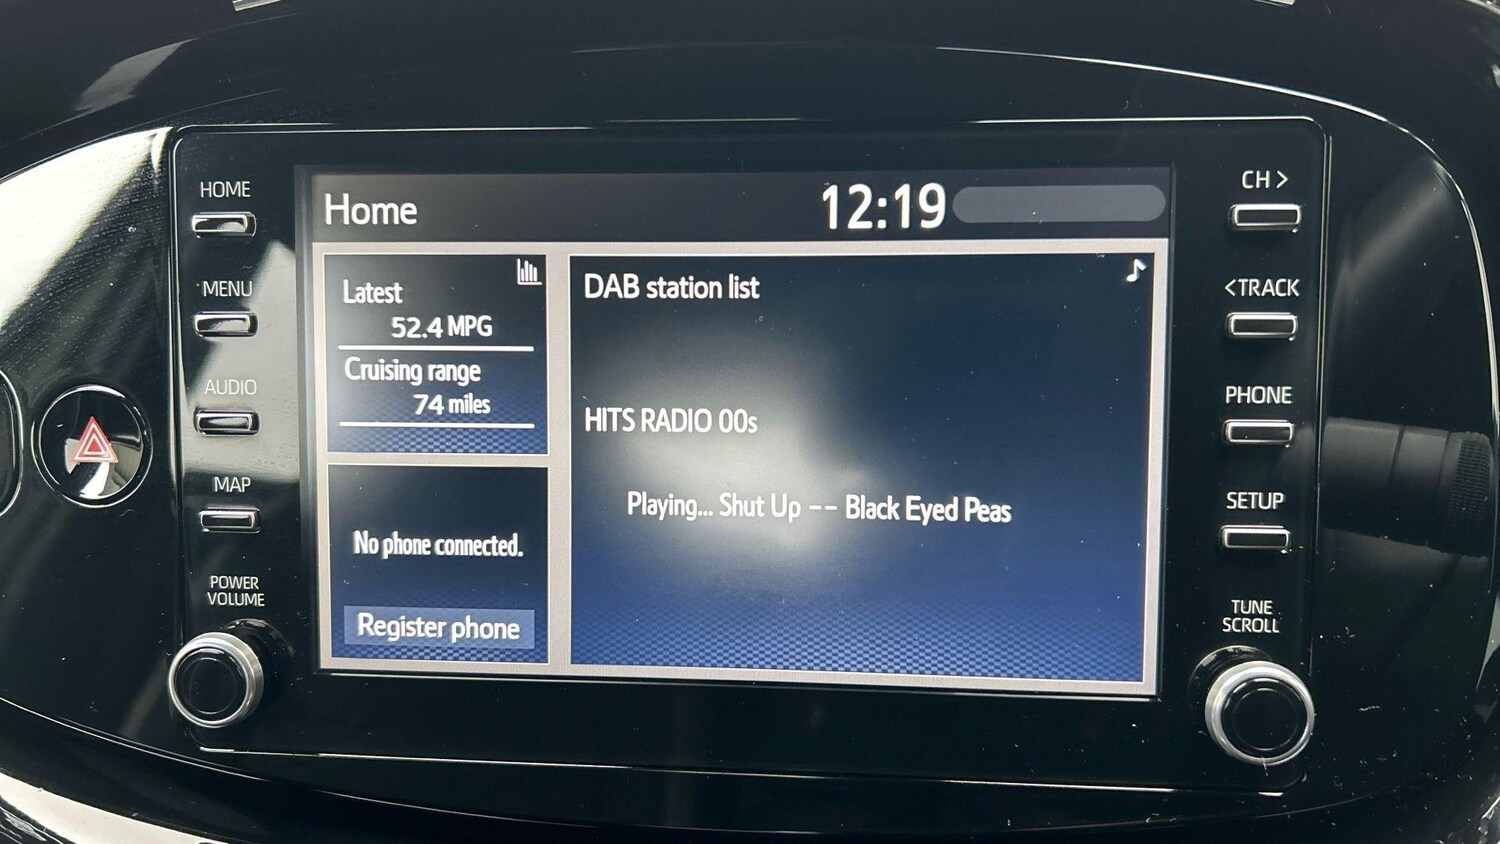 HOME
MENU
AUDIO
MAP
POWER
VOLUME
Home
12:19
Latest
52.4 MPG
Cruising range
74 miles
No phone connected.
Register phone
DAB station list
HITS RADIO 00s
Playing... Shut Up -- Black Eyed Peas
CH >
< TRACK
PHONE
SETUP
TUNE
SCROLL